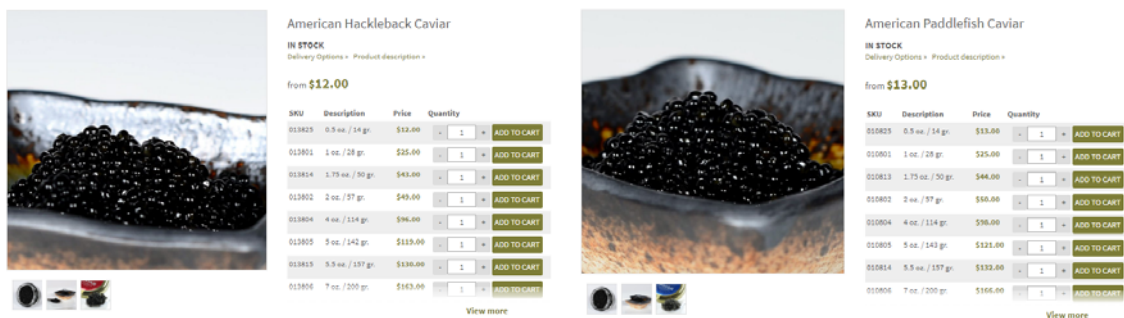 American Hackleback Caviar
IN STOCK
Delivery Options » Product description »
from $12.00
SKU Description Price Quantity
013825 0.5 oz. / 14 gr. $12.00 - 1 + ADD TO CART
013801 1 oz. / 28 gr. $25.00 - 1 + ADD TO CART
013814 1.75 oz. / 50 gr. $43.00 - 1 + ADD TO CART
013802 2 oz. / 57 gr. $49.00 - 1 + ADD TO CART
013804 4 oz. / 114 gr. $96.00 - 1 + ADD TO CART
013805 5 oz. / 142 gr. $119.00 - 1 + ADD TO CART
013815 5.5 oz. / 157 gr. $130.00 - 1 + ADD TO CART
013806 7 oz. / 200 gr. $163.00 - 1 + ADD TO CART
View more
American Paddlefish Caviar
IN STOCK
Delivery Options » Product description »
from $13.00
SKU Description Price Quantity
010825 0.5 oz. / 14 gr. $13.00 - 1 + ADD TO CART
010801 1 oz. / 28 gr. $25.00 - 1 + ADD TO CART
010813 1.75 oz. / 50 gr. $44.00 - 1 + ADD TO CART
010802 2 oz. / 57 gr. $50.00 - 1 + ADD TO CART
010804 4 oz. / 114 gr. $98.00 - 1 + ADD TO CART
010805 5 oz. / 143 gr. $121.00 - 1 + ADD TO CART
010814 5.5 oz. / 157 gr. $132.00 - 1 + ADD TO CART
010806 7 oz. / 200 gr. $166.00 - 1 + ADD TO CART
View more